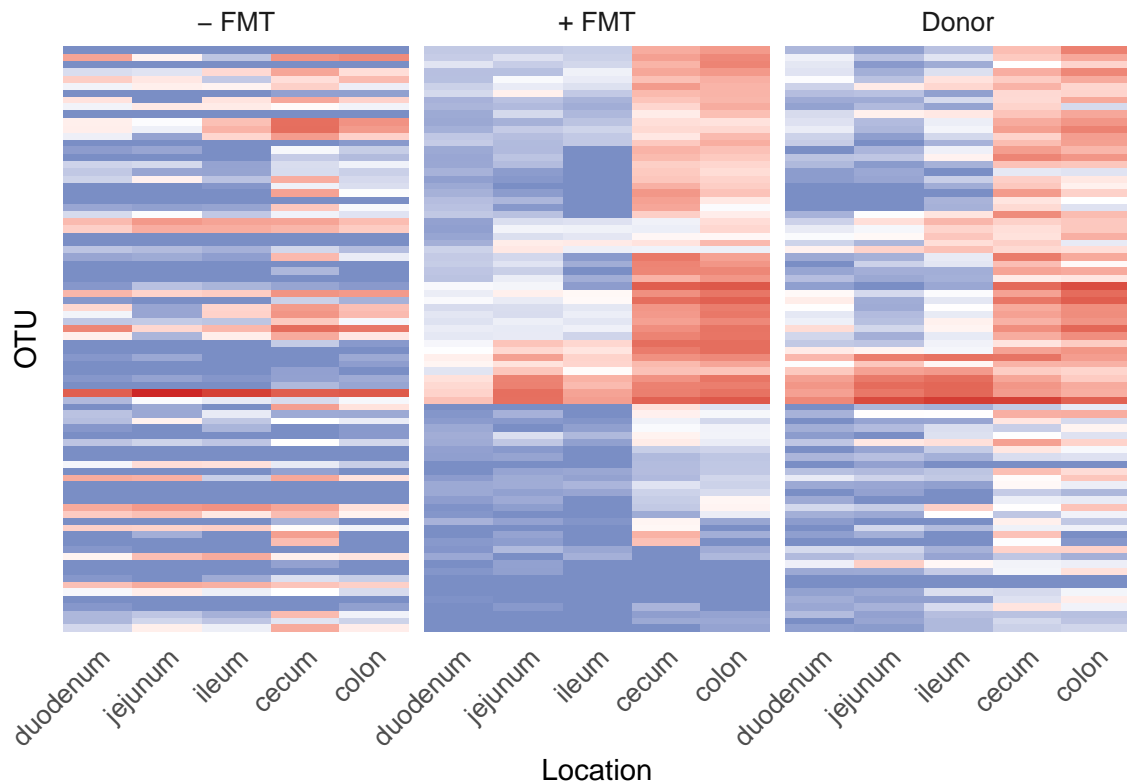 – FMT
+ FMT
Donor
OTU
duodenum
jejunum
ileum
cecum
colon
duodenum
jejunum
ileum
cecum
colon
duodenum
jejunum
ileum
cecum
colon
Location